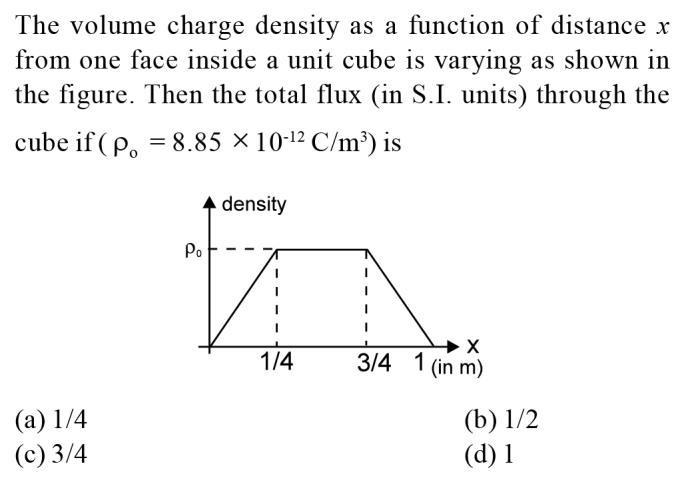 The volume charge density as a function of distance x
from one face inside a unit cube is varying as shown in
the figure. Then the total flux (in S.I. units) through the
cube if ( ρ₀ = 8.85 × 10⁻¹² C/m³) is
density
ρ₀
1/4 3/4 1 (in m) x
(a) 1/4 (b) 1/2
(c) 3/4 (d) 1